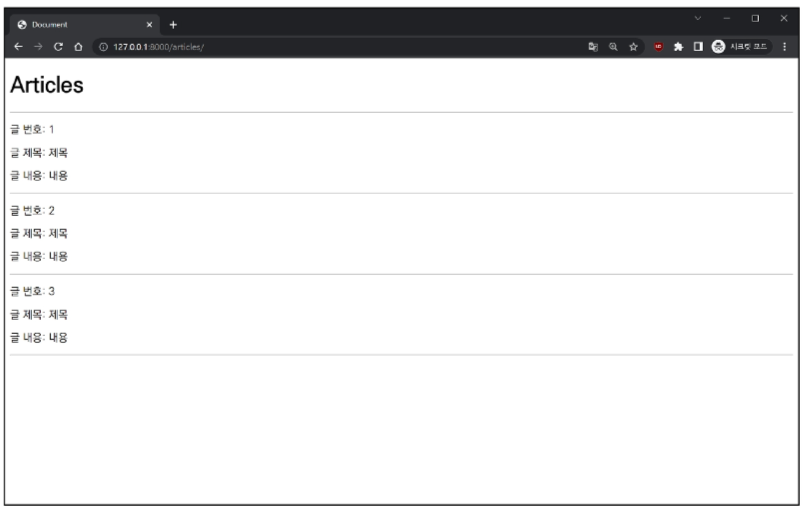 Document
127.0.0.1:8000/articles/
시크릿 모드
Articles
글 번호: 1
글 제목: 제목
글 내용: 내용
글 번호: 2
글 제목: 제목
글 내용: 내용
글 번호: 3
글 제목: 제목
글 내용: 내용